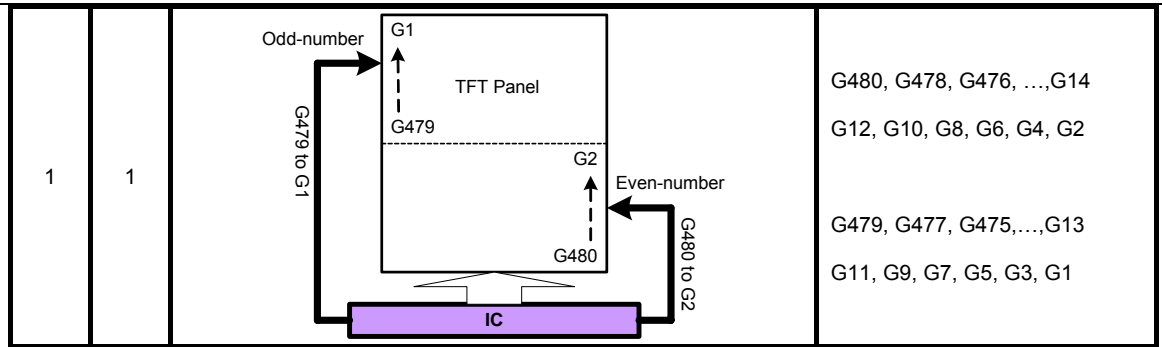 1
1
Odd-number
G1
TFT Panel
G479
G479 to G1
G2
Even-number
G480
G480 to G2
IC
G480, G478, G476, …,G14
G12, G10, G8, G6, G4, G2
G479, G477, G475,…,G13
G11, G9, G7, G5, G3, G1